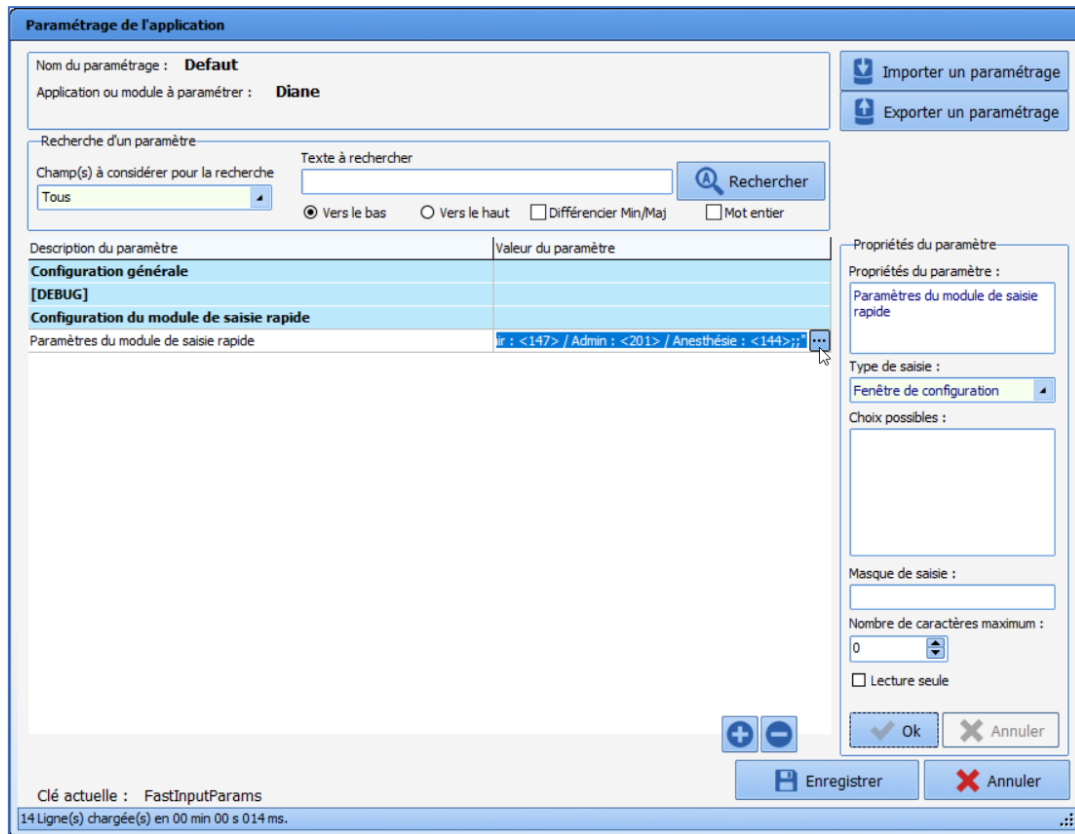 Paramétrage de l'application
Nom du paramétrage : Defaut
Application ou module à paramétrer : Diane
Importer un paramétrage
Exporter un paramétrage
Recherche d'un paramètre
Champ(s) à considérer pour la recherche
Tous
Texte à rechercher
Rechercher
Vers le bas Vers le haut Différencier Min/Maj Mot entier
Description du paramètre Valeur du paramètre
Configuration générale
[DEBUG]
Configuration du module de saisie rapide
Paramètres du module de saisie rapide : <147> / Admin : <201> / Anesthésie : <144>;;" ...
Propriétés du paramètre
Propriétés du paramètre :
Paramètres du module de saisie
rapide
Type de saisie :
Fenêtre de configuration
Choix possibles :
Masque de saisie :
Nombre de caractères maximum :
0
Lecture seule
Ok Annuler
Enregistrer Annuler
Clé actuelle : FastInputParams
14 Ligne(s) chargée(s) en 00 min 00 s 014 ms.